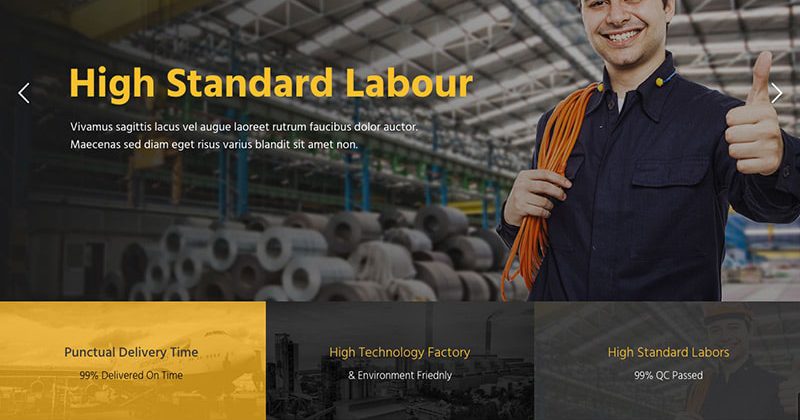 High Standard Labour
Vivamus sagittis lacus vel augue laoreet rutrum faucibus dolor auctor.
Maecenas sed diam eget risus varius blandit sit amet non.
Punctual Delivery Time
99% Delivered On Time
High Technology Factory
& Environment Friednly
High Standard Labors
99% QC Passed